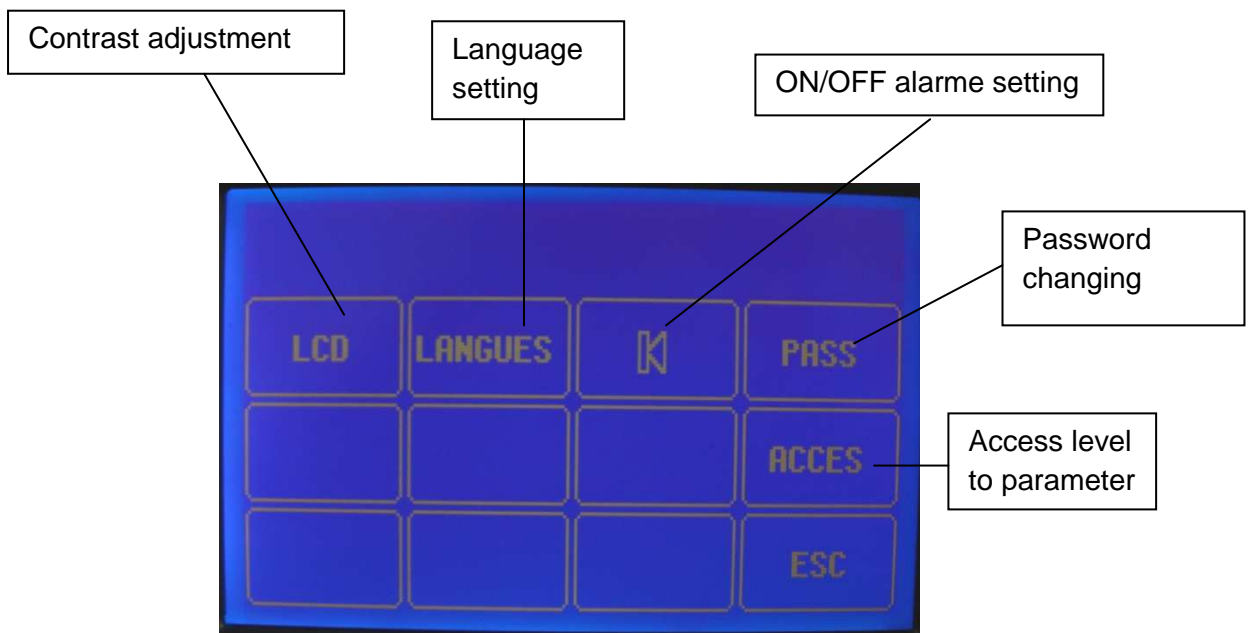 Contrast adjustment
Language
setting
ON/OFF alarme setting
Password
changing
LCD
LANGUES
PASS
Access level
to parameter
ACCES
ESC